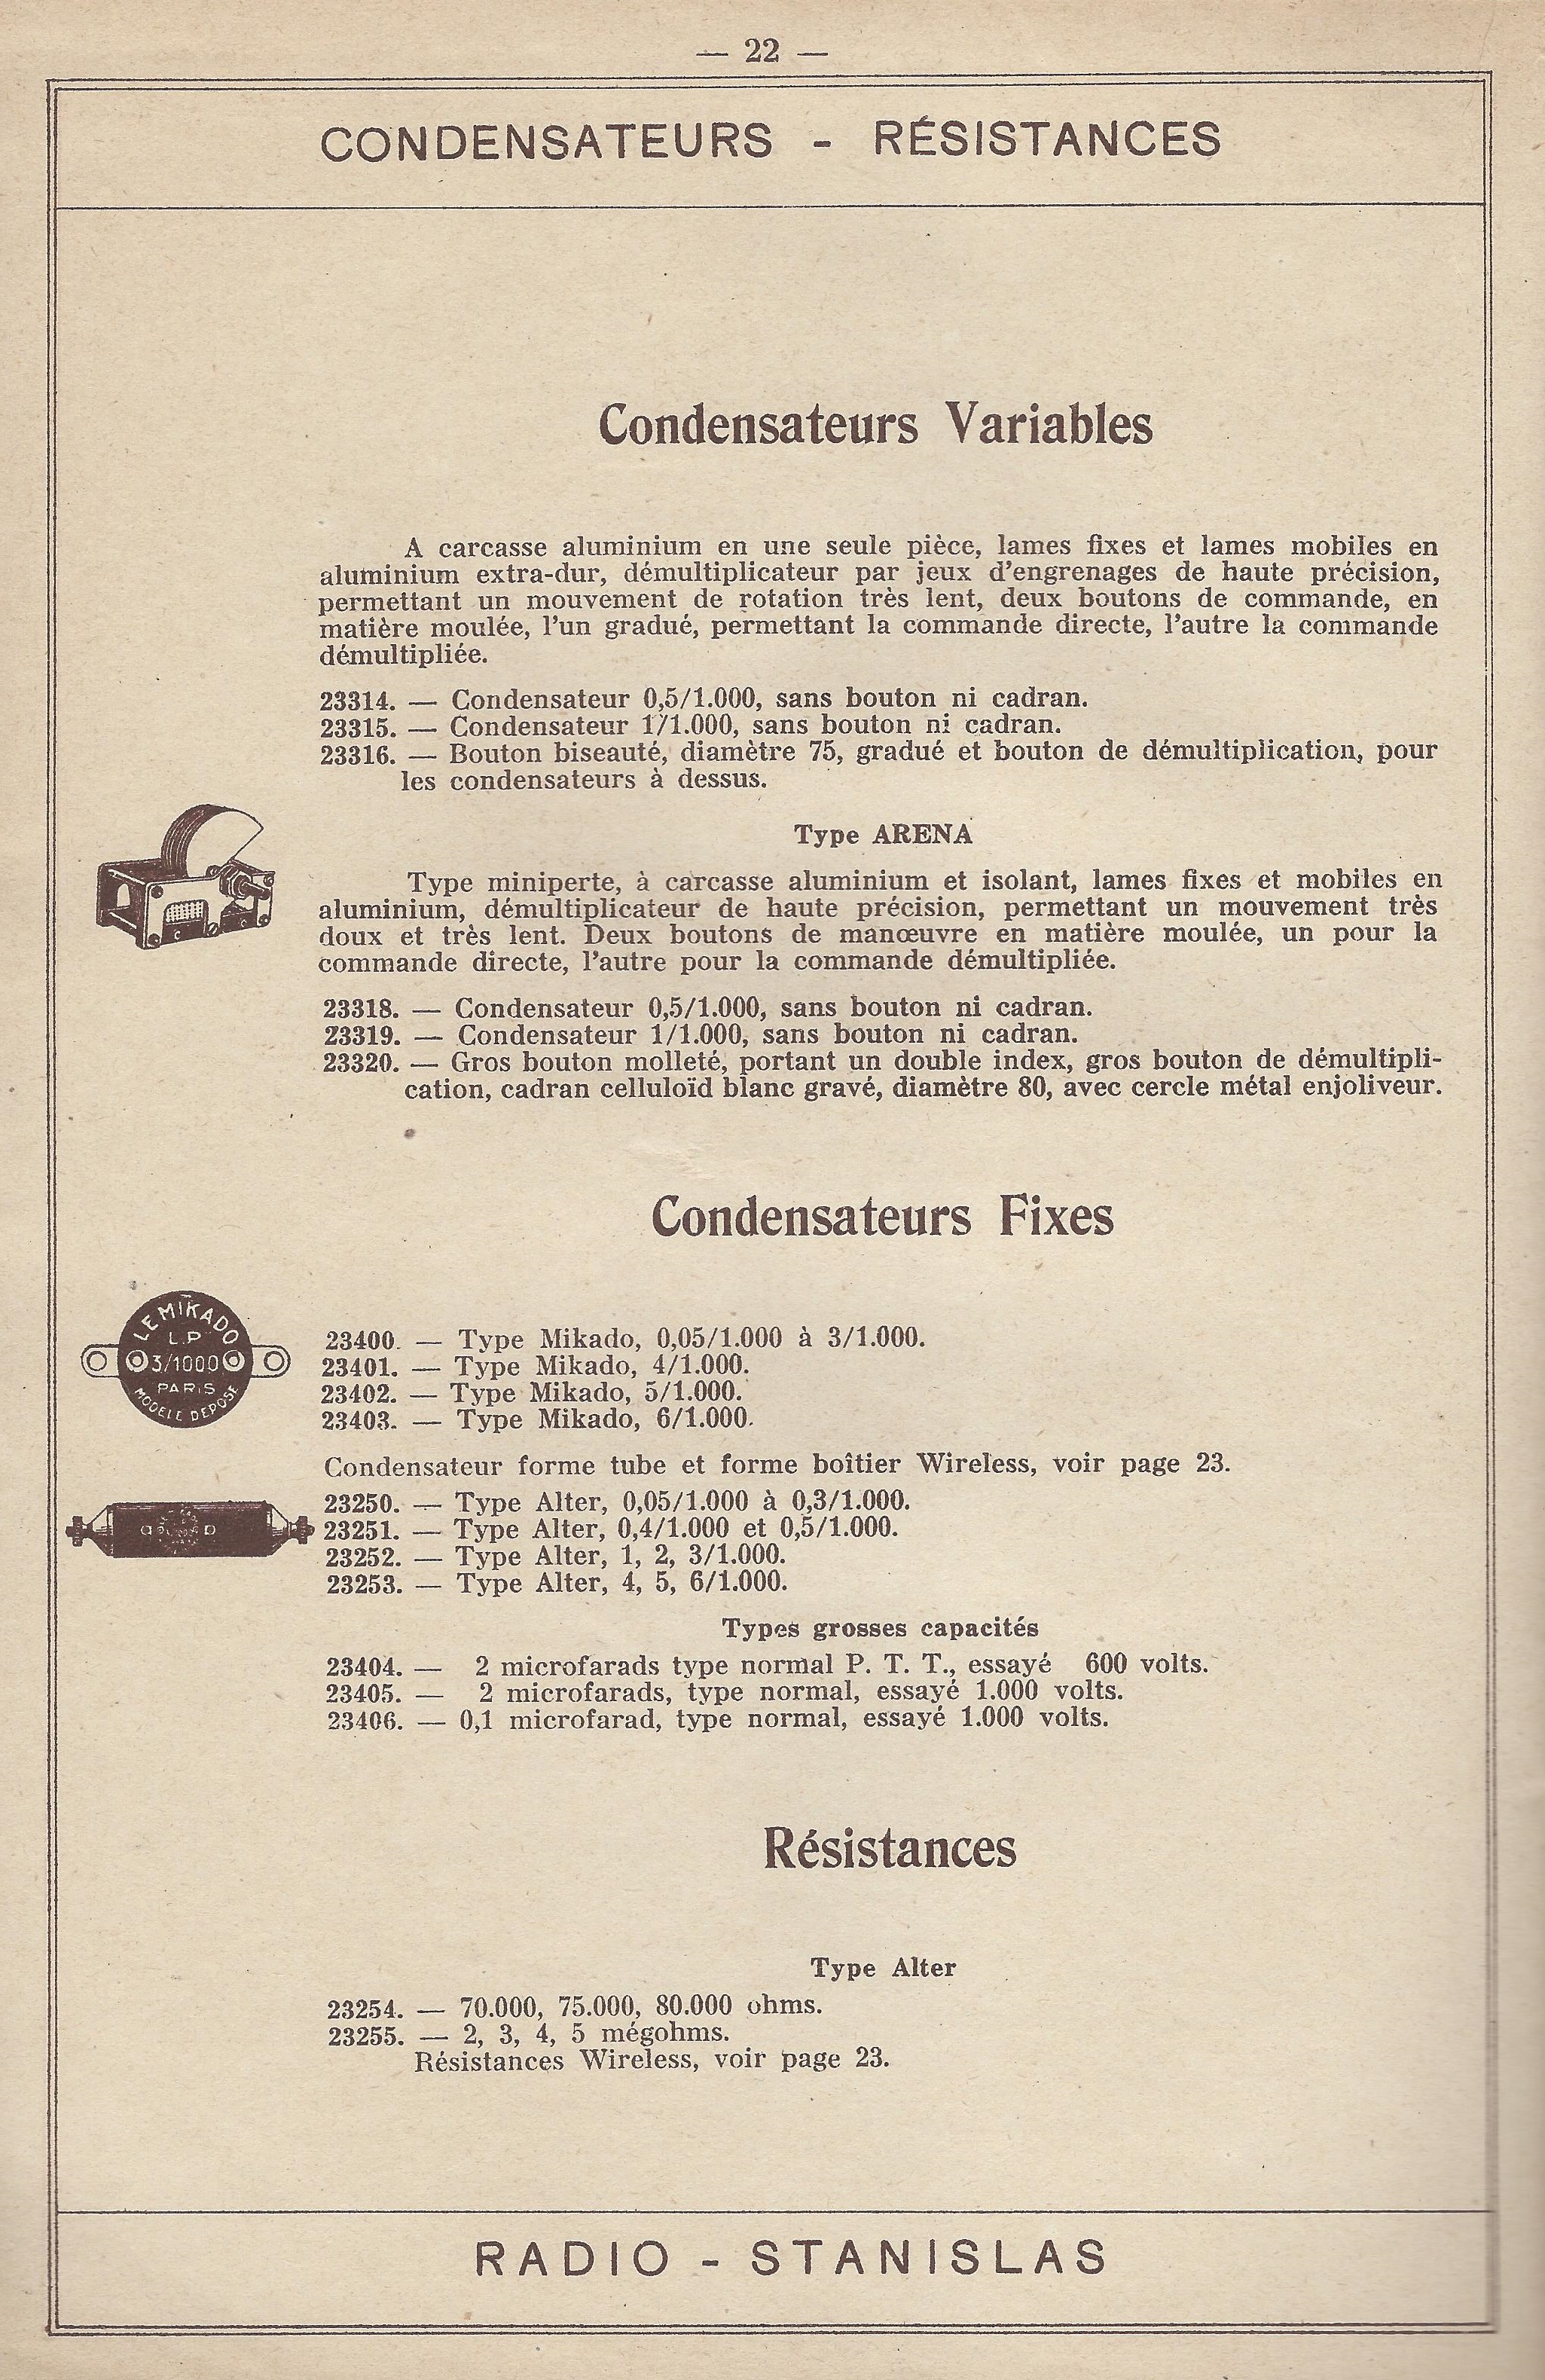 — 22 —
CONDENSATEURS - RÉSISTANCES
Condensateurs Variables
A carcasse aluminium en une seule pièce, lames fixes et lames mobiles en
aluminium extra-dur, démultiplicateur par jeux d'engrenages de haute précision,
permettant un mouvement de rotation très lent, deux boutons de commande, en
matière moulée, l'un gradué, permettant la commande directe, l'autre la commande
démultipliée.
23314. — Condensateur 0,5/1.000, sans bouton ni cadran.
23315. — Condensateur 1/1.000, sans bouton ni cadran.
23316. — Bouton biseauté, diamètre 75, gradué et bouton de démultiplication, pour
les condensateurs à dessus.
Type ARENA
Type miniperte, à carcasse aluminium et isolant, lames fixes et mobiles en
aluminium, démultiplicateur de haute précision, permettant un mouvement très
doux et très lent. Deux boutons de manœuvre en matière moulée, un pour la
commande directe, l'autre pour la commande démultipliée.
23318. — Condensateur 0,5/1.000, sans bouton ni cadran.
23319. — Condensateur 1/1.000, sans bouton ni cadran.
23320. — Gros bouton molleté, portant un double index, gros bouton de démultipli-
cation, cadran celluloïd blanc gravé, diamètre 80, avec cercle métal enjoliveur.
Condensateurs Fixes
LE MIKADO
L.P
3/1000
PARIS
MODELE DEPOSE
23400. — Type Mikado, 0,05/1.000 à 3/1.000.
23401. — Type Mikado, 4/1.000.
23402. — Type Mikado, 5/1.000.
23403. — Type Mikado, 6/1.000.
Condensateur forme tube et forme boîtier Wireless, voir page 23.
23250. — Type Alter, 0,05/1.000 à 0,3/1.000.
23251. — Type Alter, 0,4/1.000 et 0,5/1.000.
23252. — Type Alter, 1, 2, 3/1.000.
23253. — Type Alter, 4, 5, 6/1.000.
Types grosses capacités
23404. — 2 microfarads type normal P. T. T., essayé 600 volts.
23405. — 2 microfarads, type normal, essayé 1.000 volts.
23406. — 0,1 microfarad, type normal, essayé 1.000 volts.
Résistances
Type Alter
23254. — 70.000, 75.000, 80.000 ohms.
23255. — 2, 3, 4, 5 mégohms.
Résistances Wireless, voir page 23.
RADIO - STANISLAS